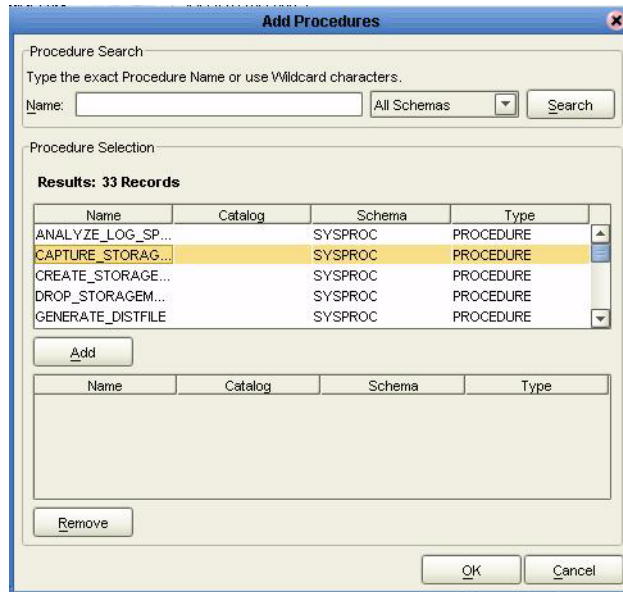 Add Procedures
Procedure Search
Type the exact Procedure Name or use Wildcard characters.
Name: All Schemas Search
Procedure Selection
Results: 33 Records
Name Catalog Schema Type
ANALYZE_LOG_SP... SYSPROC PROCEDURE
CAPTURE_STORAG... SYSPROC PROCEDURE
CREATE_STORAGE... SYSPROC PROCEDURE
DROP_STORAGEM... SYSPROC PROCEDURE
GENERATE_DISTFILE SYSPROC PROCEDURE
Add
Name Catalog Schema Type
Remove
OK Cancel